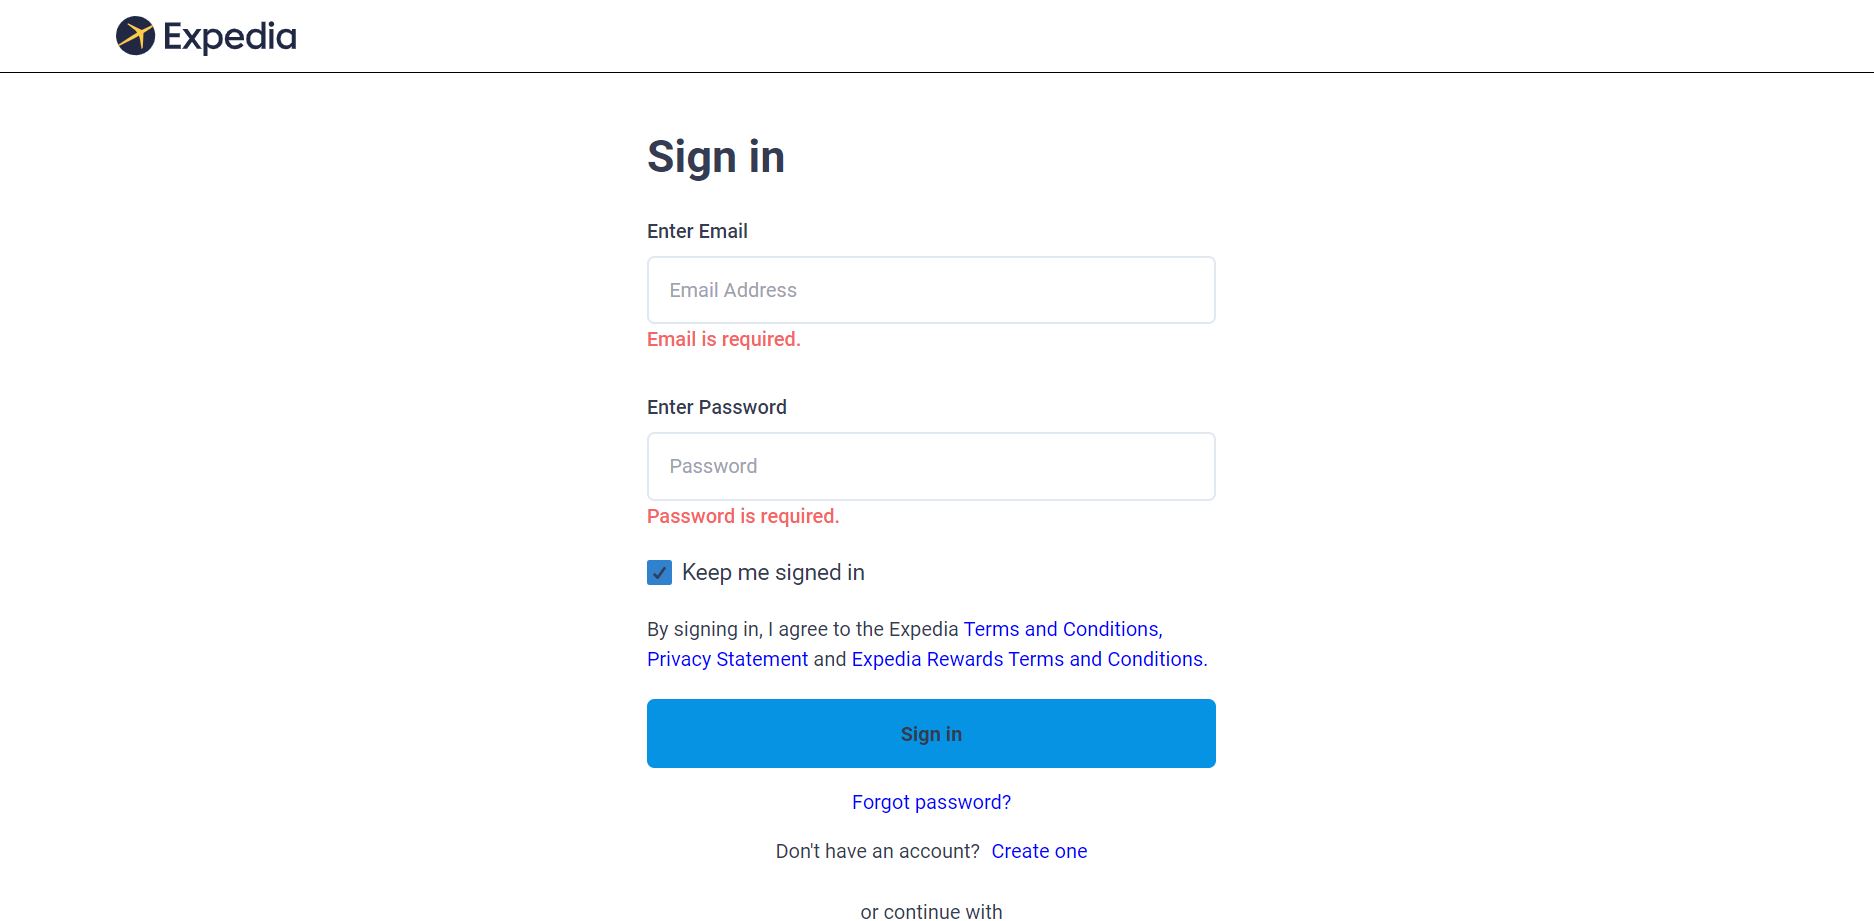 Expedia
Sign in
Enter Email
Email Address
Email is required.
Enter Password
Password
Password is required.
Keep me signed in
By signing in, I agree to the Expedia Terms and Conditions,
Privacy Statement and Expedia Rewards Terms and Conditions.
Sign in
Forgot password?
Don't have an account? Create one
or continue with